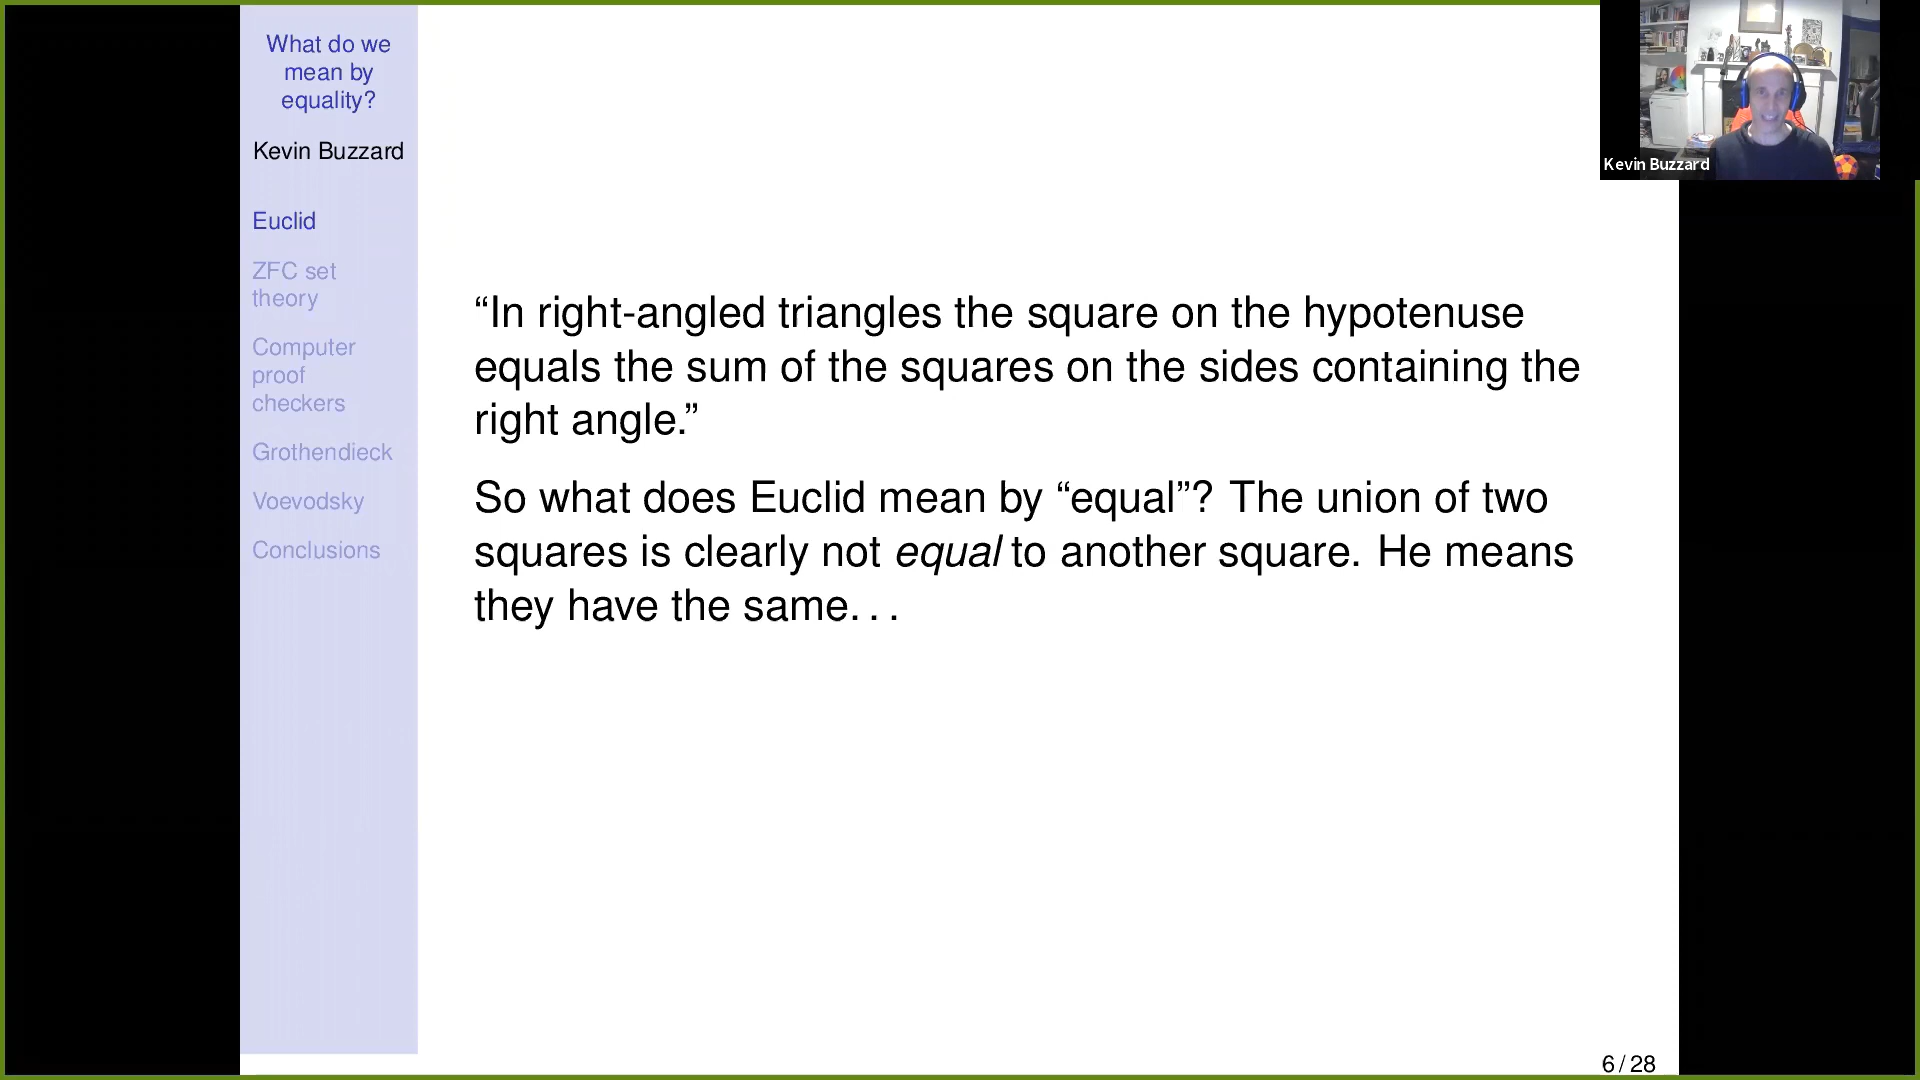 What do we
mean by
equality?
Kevin Buzzard
Euclid
ZFC set
theory
Computer
proof
checkers
Grothendieck
Voevodsky
Conclusions
“In right-angled triangles the square on the hypotenuse
equals the sum of the squares on the sides containing the
right angle.”
So what does Euclid mean by “equal”? The union of two
squares is clearly not equal to another square. He means
they have the same. . .
6 / 28
Kevin Buzzard